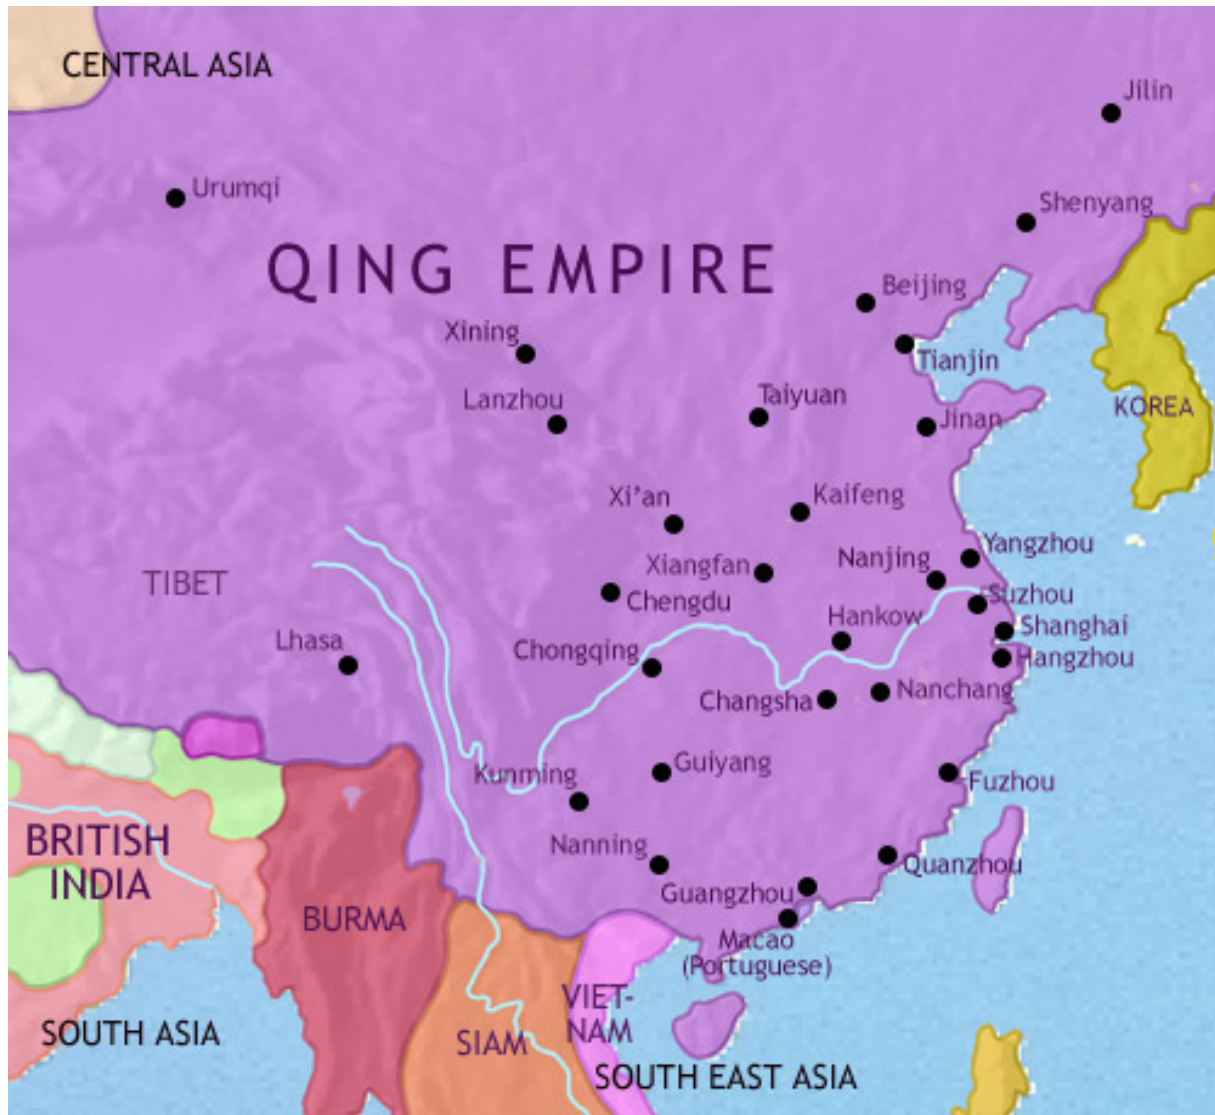 CENTRAL ASIA
Jilin
Urumqi
Shenyang
QING EMPIRE
Beijing
Xining
Tianjin
Lanzhou
Taiyuan
Jinan
KOREA
Xi'an
Kaifeng
Yangzhou
Nanjing
Xiangfan
TIBET
Chengdu
Suzhou
Hankow
Shanghai
Lhasa
Chongqing
Hangzhou
Changsha
Nanchang
Kunming
Guiyang
Fuzhou
BRITISH
INDIA
Nanning
Quanzhou
Guangzhou
BURMA
Macao
(Portuguese)
VIET-
NAM
SOUTH ASIA
SIAM
SOUTH EAST ASIA